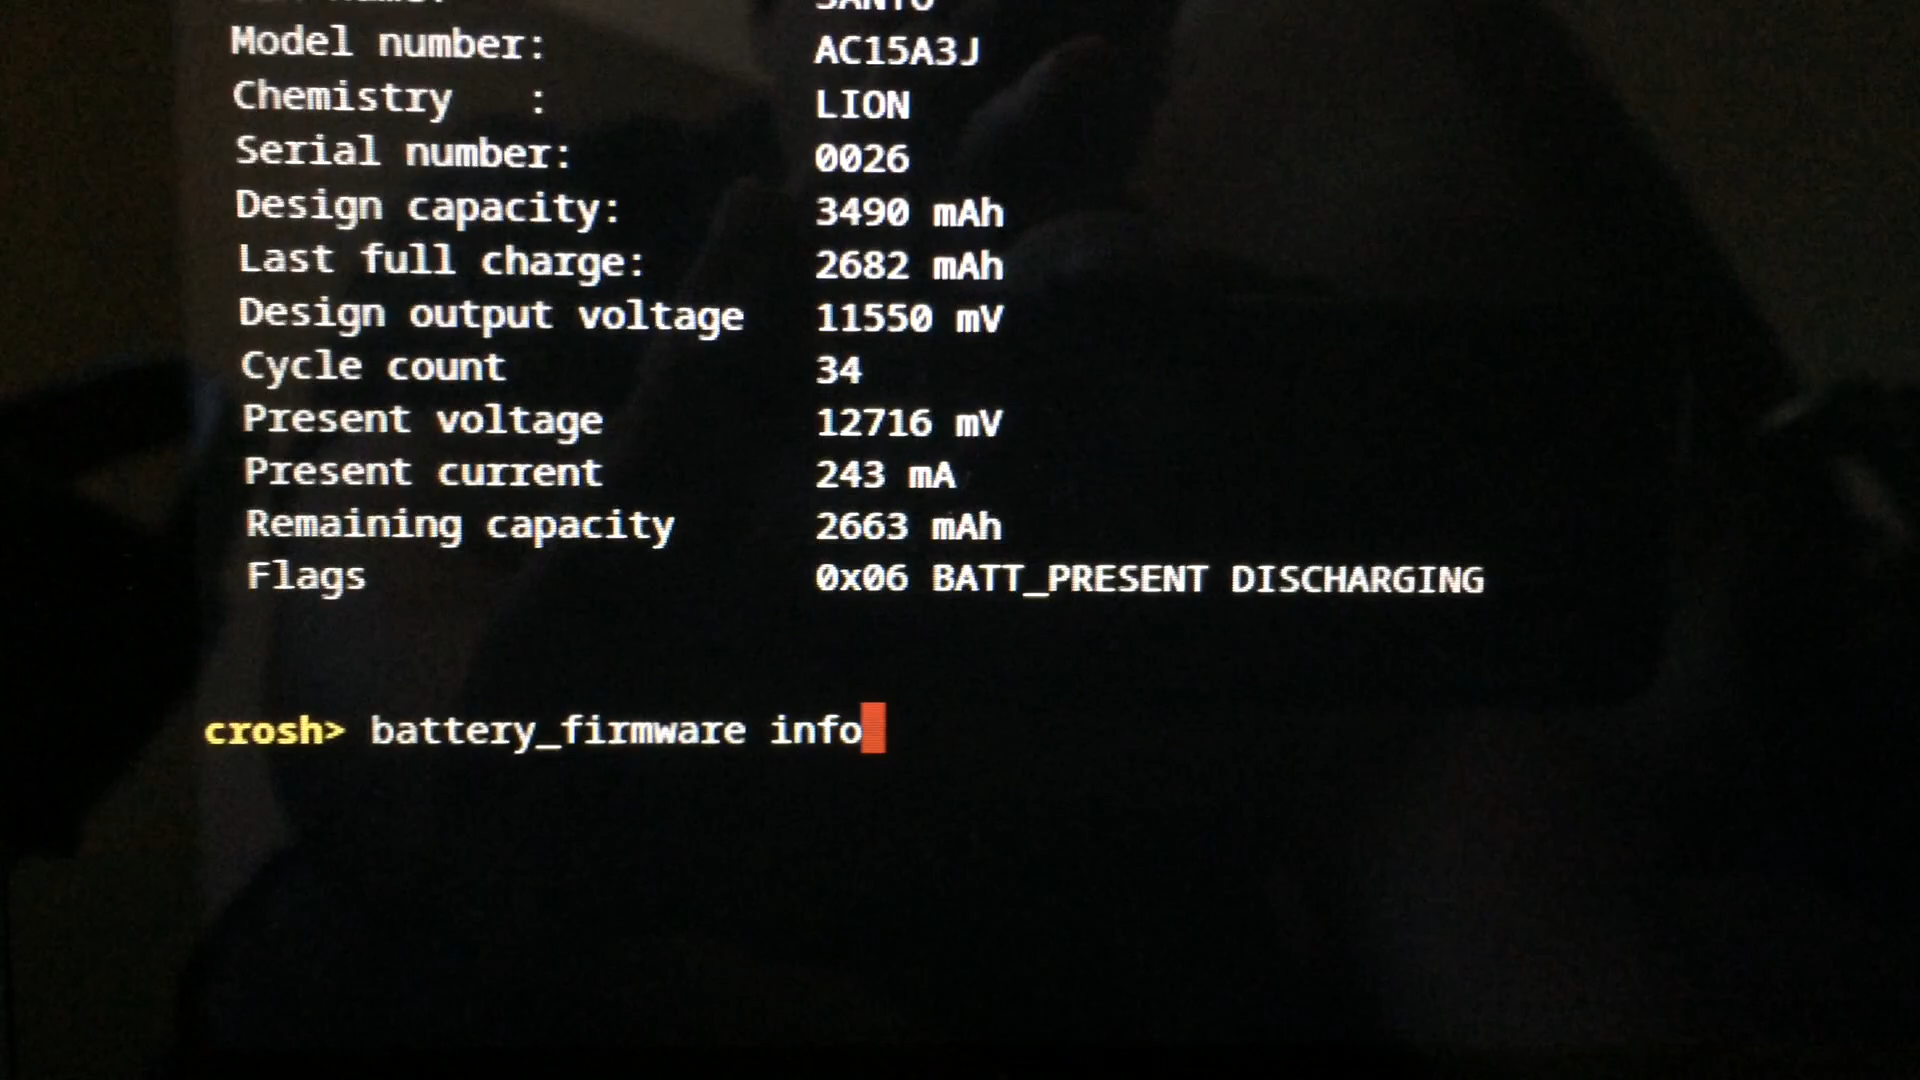 Model number: AC15A3J
Chemistry : LION
Serial number: 0026
Design capacity: 3490 mAh
Last full charge: 2682 mAh
Design output voltage 11550 mV
Cycle count 34
Present voltage 12716 mV
Present current 243 mA
Remaining capacity 2663 mAh
Flags 0x06 BATT_PRESENT DISCHARGING
crosh> battery_firmware info